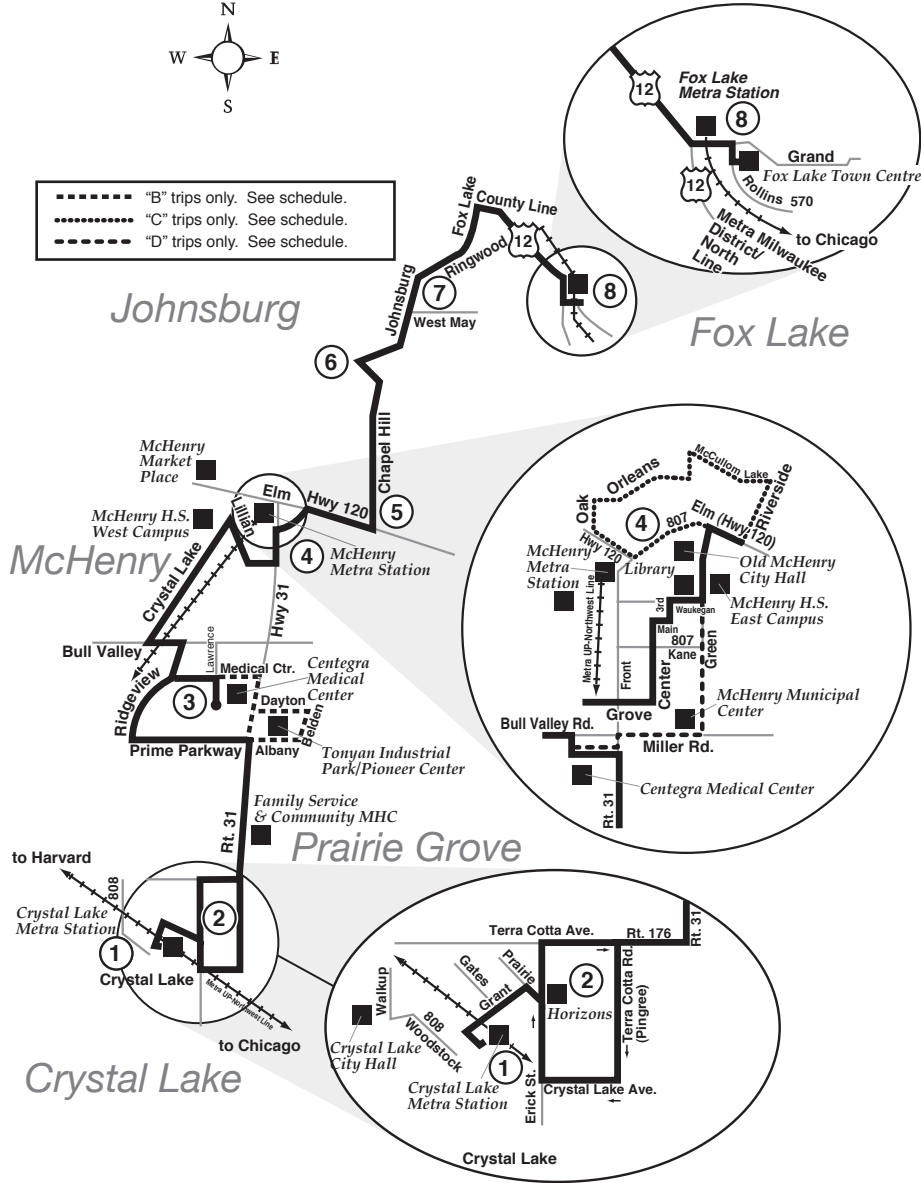 N
W
E
S
"B" trips only. See schedule.
"C" trips only. See schedule.
"D" trips only. See schedule.
12
Fox Lake
Metra Station
8
Grand
Fox Lake Town Centre
12
Rollins
570
Metra Milwaukee
District/
North
Line
to Chicago
Fox Lake
Johnsburg
Fox Lake
County Line
12
Ringwood
Johnsburg
7
West May
8
6
Chapel Hill
5
McHenry
Market
Place
McHenry H.S.
West Campus
Elm
Hwy 120
Lillian
4
McHenry
Metra Station
McHenry
Crystal Lake
Hwy 31
Bull Valley
Lawrence
Medical Ctr.
Centegra
Medical
Center
Ridgeview
3
Dayton
Belden
Prime Parkway
Albany
Tonyan Industrial
Park/Pioneer Center
Rt. 31
Family Service
& Community MHC
Prairie Grove
McCullom Lake
Orleans
Riverside
Oak
4
807
Elm (Hwy 120)
Hwy 120
McHenry
Metra
Station
Library
Old McHenry
City Hall
McHenry H.S.
East Campus
3rd
Waukegan
Main
807
Kane
Green
Metra UP-Northwest Line
Front
Center
Grove
McHenry Municipal
Center
Bull Valley Rd.
Miller Rd.
Centegra Medical Center
Rt. 31
to Harvard
808
Crystal Lake
Metra Station
2
1
Crystal Lake
Metra UP-Northwest Line
to Chicago
Crystal Lake
Terra Cotta Ave.
Rt. 176
Rt. 31
Prairie
Gates
Grant
2
Horizons
Terra Cotta Rd.
(Pingree)
Walkup
808
Woodstock
Crystal Lake
City Hall
1
Crystal Lake
Metra Station
Erick St.
Crystal Lake Ave.
Crystal Lake